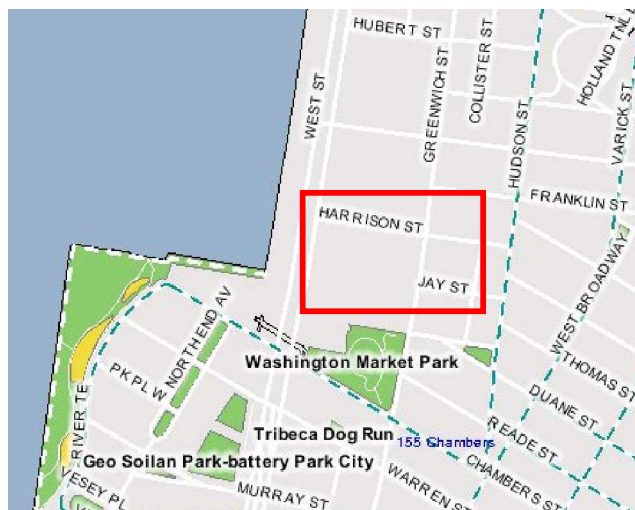 HUBERT ST
COLLISTER ST
HOLLAND TNL
WEST ST
GREENWICH ST
HUDSON ST
VARICK ST
FRANKLIN ST
HARRISON ST
WEST BROADWAY
JAY ST
NORTH END AV
Washington Market Park
THOMAS ST
PK PL W
RIVER TE
DUANE ST
Tribeca Dog Run
155 Chambers
READE ST
Geo Soilan Park-battery Park City
CHAMBERS ST
VESEY PL
WARREN ST
MURRAY ST